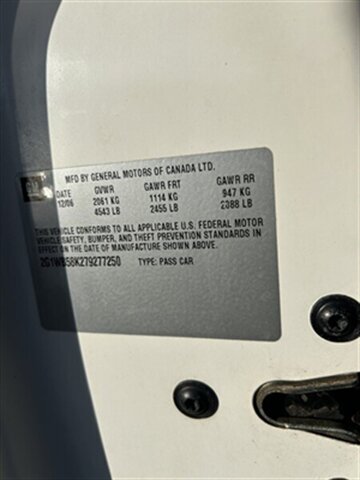 MFD BY GENERAL MOTORS OF CANADA LTD.
DATE GVWR GAWR FRT GAWR RR
12/06 2061 KG 1114 KG 947 KG
4543 LB 2455 LB 2388 LB
THIS VEHICLE CONFORMS TO ALL APPLICABLE U.S. FEDERAL MOTOR
VEHICLE SAFETY, BUMPER, AND THEFT PREVENTION STANDARDS IN
EFFECT ON THE DATE OF MANUFACTURE SHOWN ABOVE.
2G1WB58K279277250 TYPE: PASS CAR